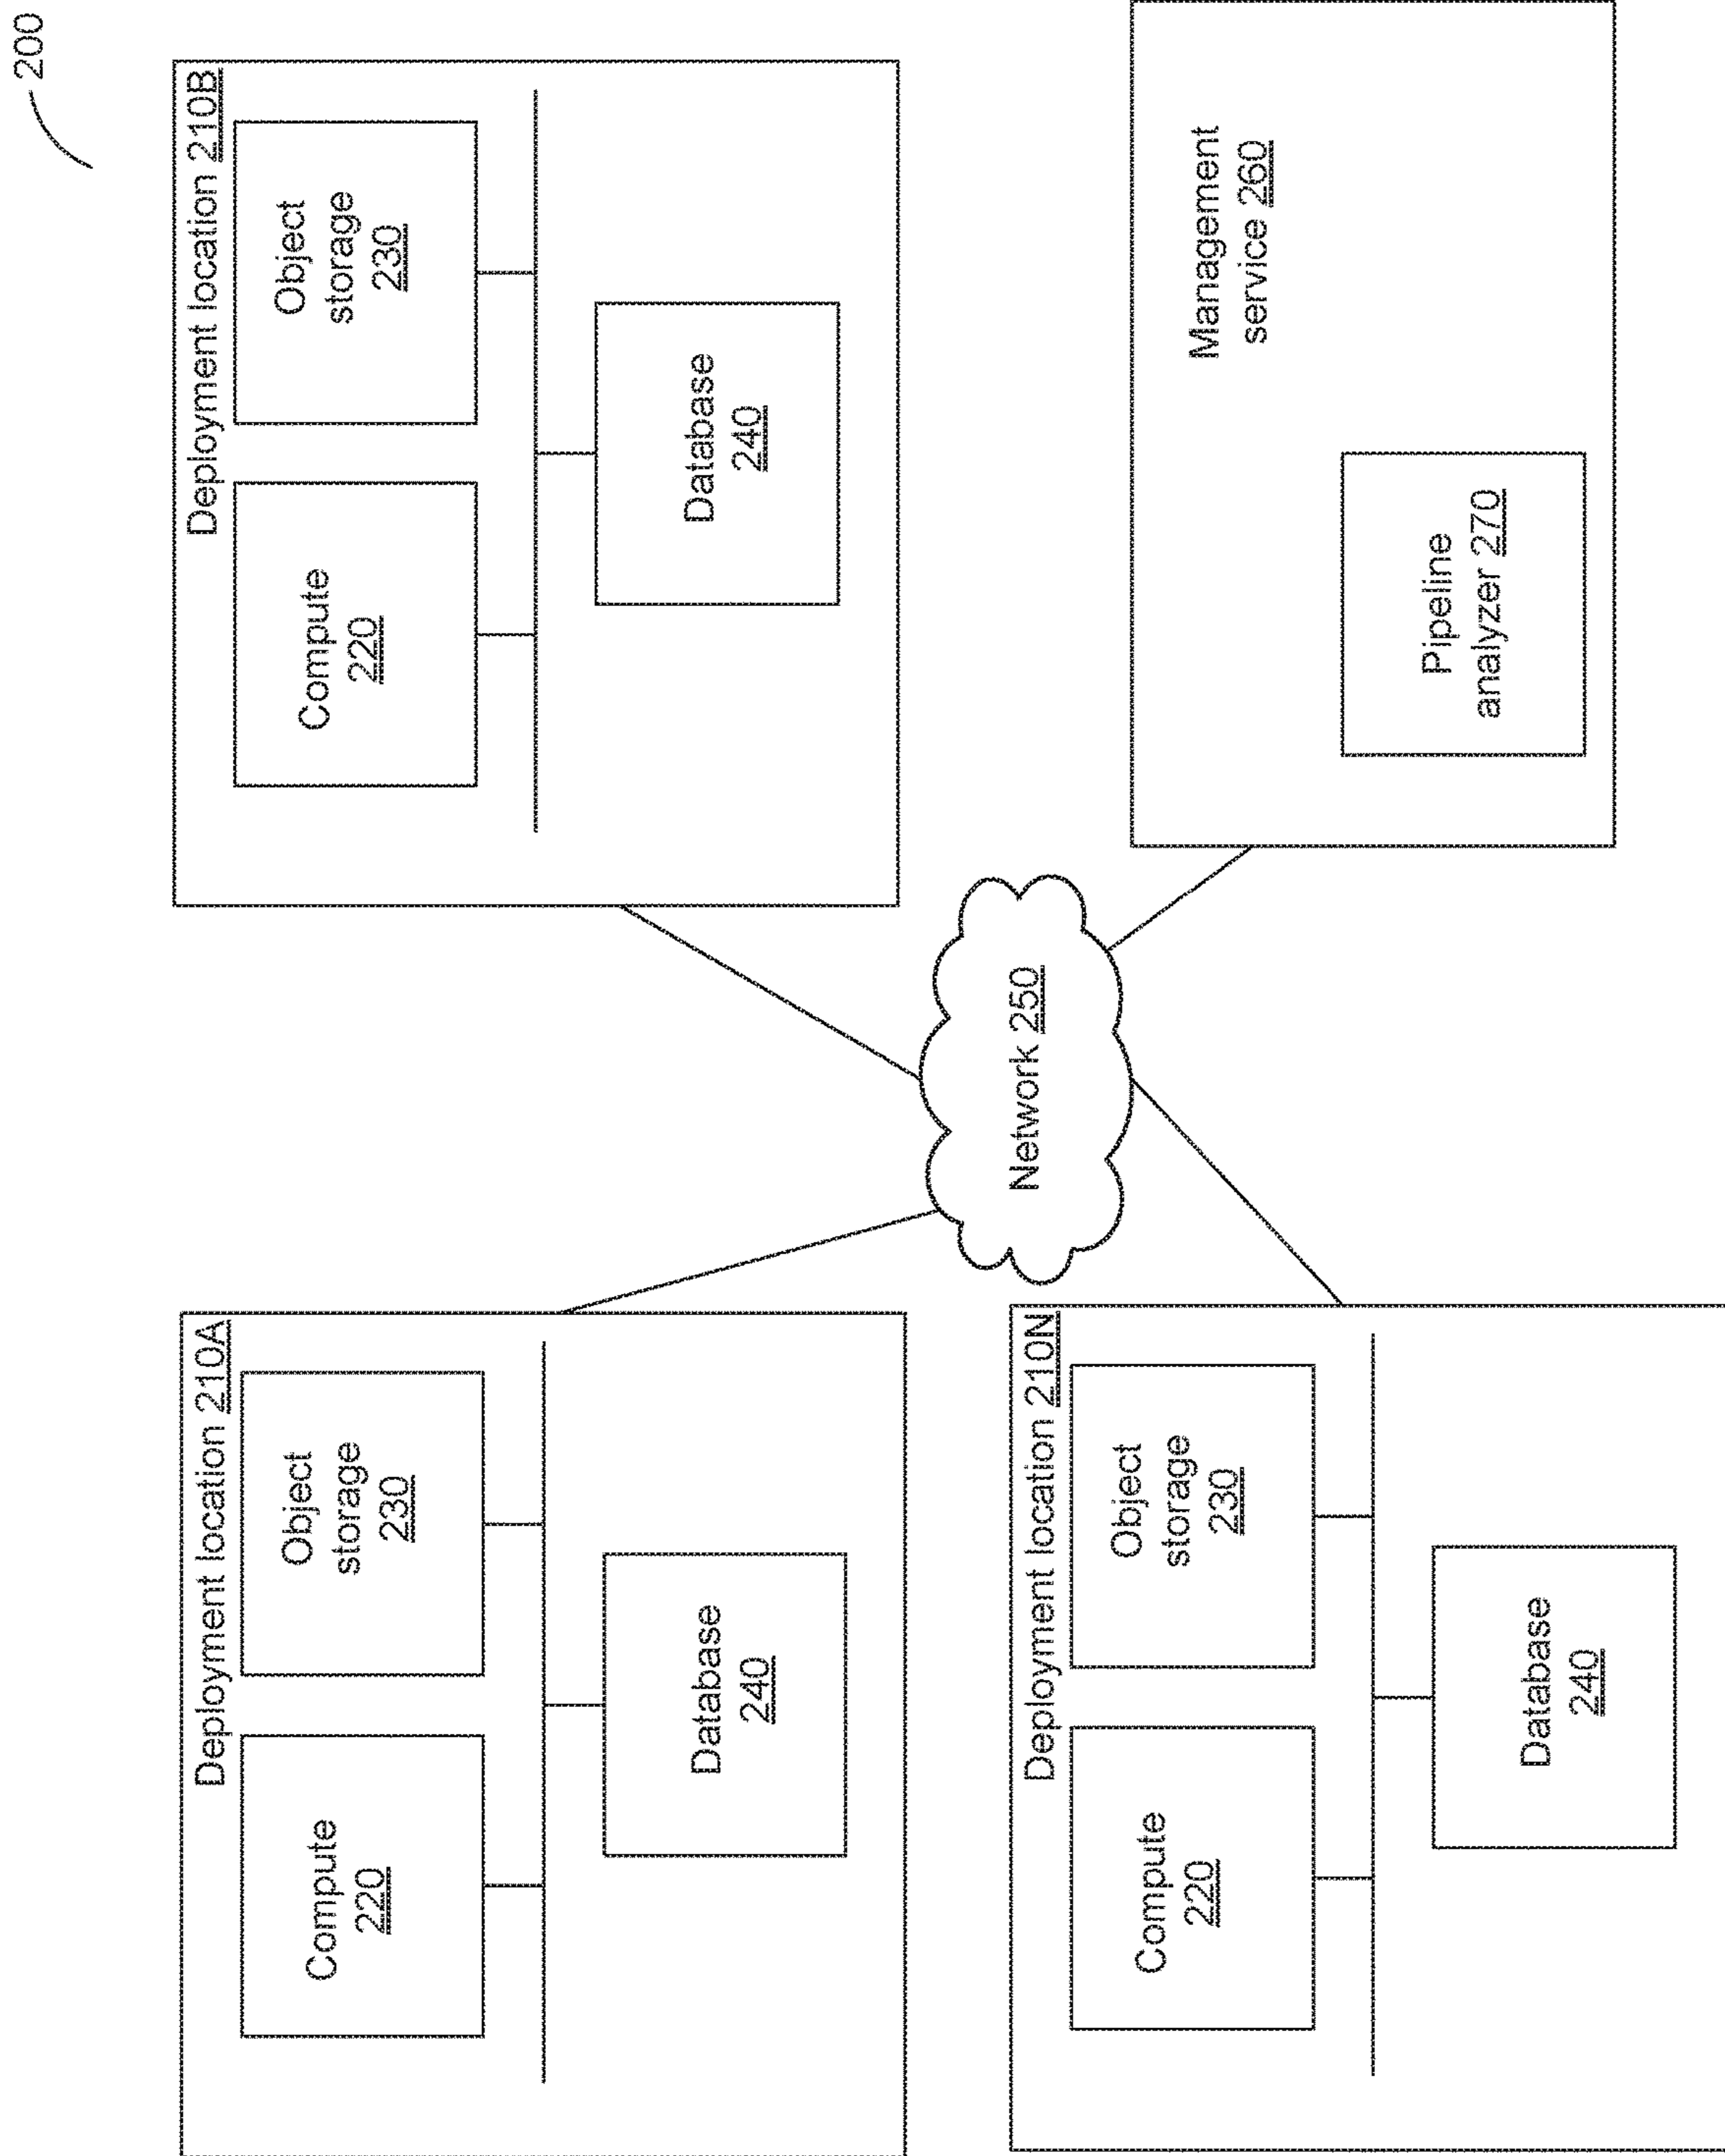 200
Deployment location 210A
Compute
220
Object
storage
230
Database
240
Deployment location 210B
Compute
220
Object
storage
230
Database
240
Network 250
Deployment location 210N
Compute
220
Object
storage
230
Database
240
Management
service 260
Pipeline
analyzer 270